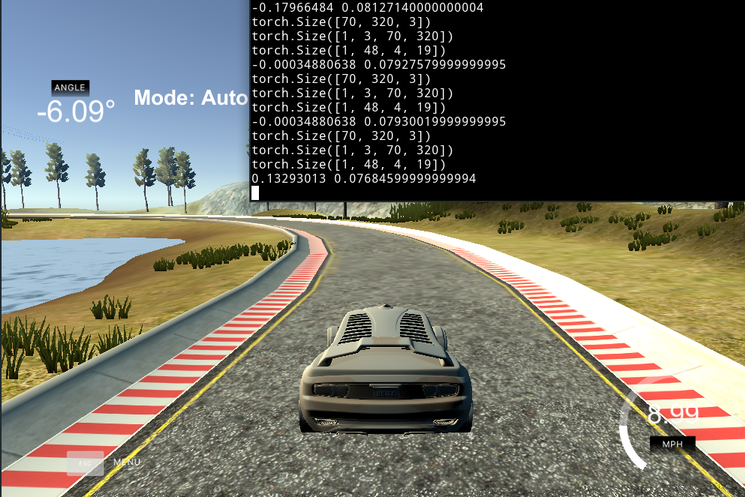 -0.17966484 0.08127140000000004
torch.Size([70, 320, 3])
torch.Size([1, 3, 70, 320])
torch.Size([1, 48, 4, 19])
-0.00034880638 0.07927579999999995
torch.Size([70, 320, 3])
torch.Size([1, 3, 70, 320])
torch.Size([1, 48, 4, 19])
-0.00034880638 0.07930019999999995
torch.Size([70, 320, 3])
torch.Size([1, 3, 70, 320])
torch.Size([1, 48, 4, 19])
0.13293013 0.07684599999999994
ANGLE
-6.09°
Mode: Auto
8.99
MPH
ESC
MENU